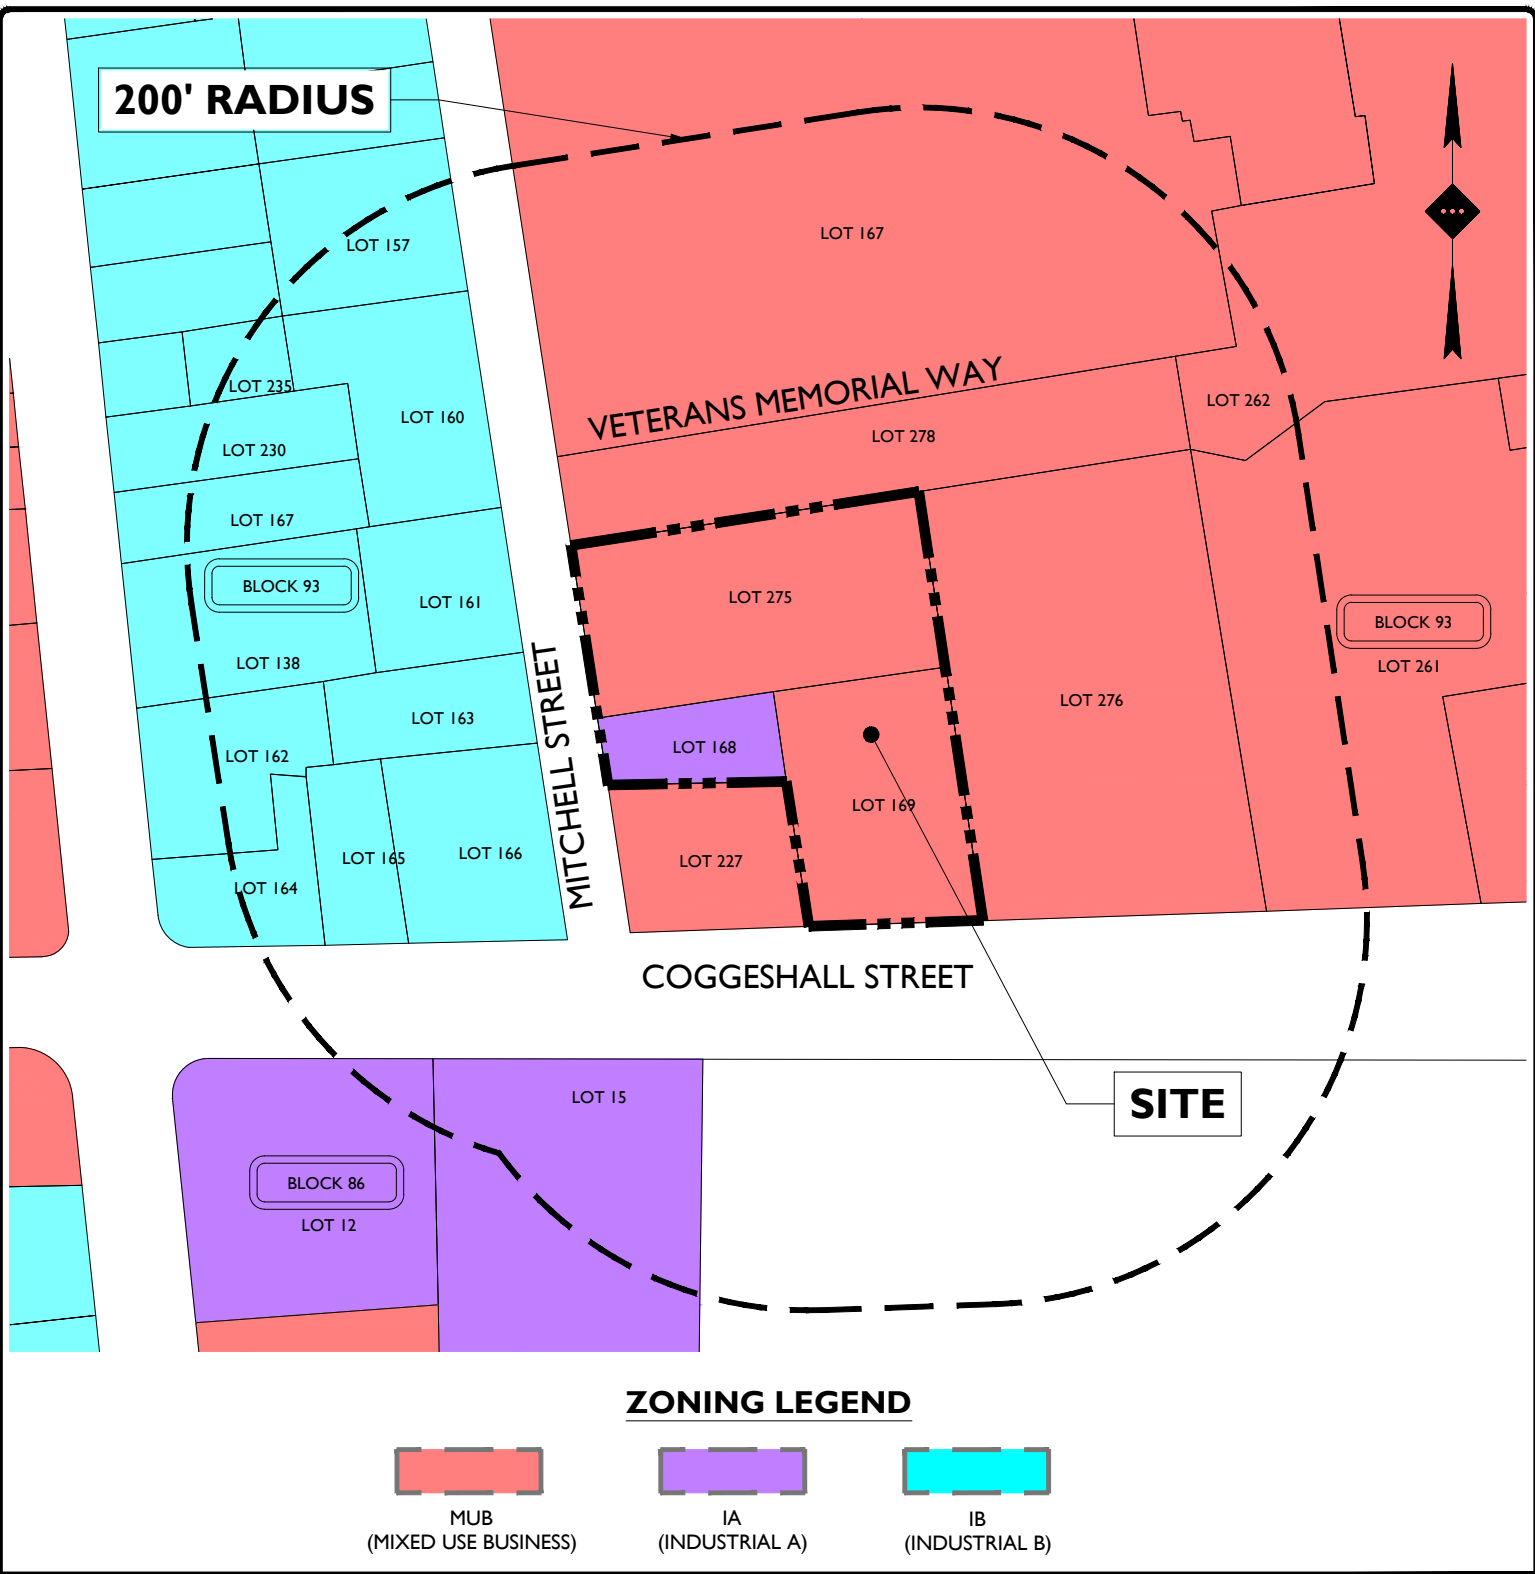 200' RADIUS
LOT 157
LOT 167
LOT 235
LOT 160
VETERANS MEMORIAL WAY
LOT 262
LOT 230
LOT 278
LOT 167
BLOCK 93
LOT 161
LOT 275
BLOCK 93
LOT 138
LOT 261
LOT 276
LOT 163
LOT 162
MITCHELL STREET
LOT 168
LOT 169
LOT 165
LOT 166
LOT 227
LOT 164
COGGESHALL STREET
LOT 15
SITE
BLOCK 86
LOT 12
ZONING LEGEND
MUB
(MIXED USE BUSINESS)
IA
(INDUSTRIAL A)
IB
(INDUSTRIAL B)